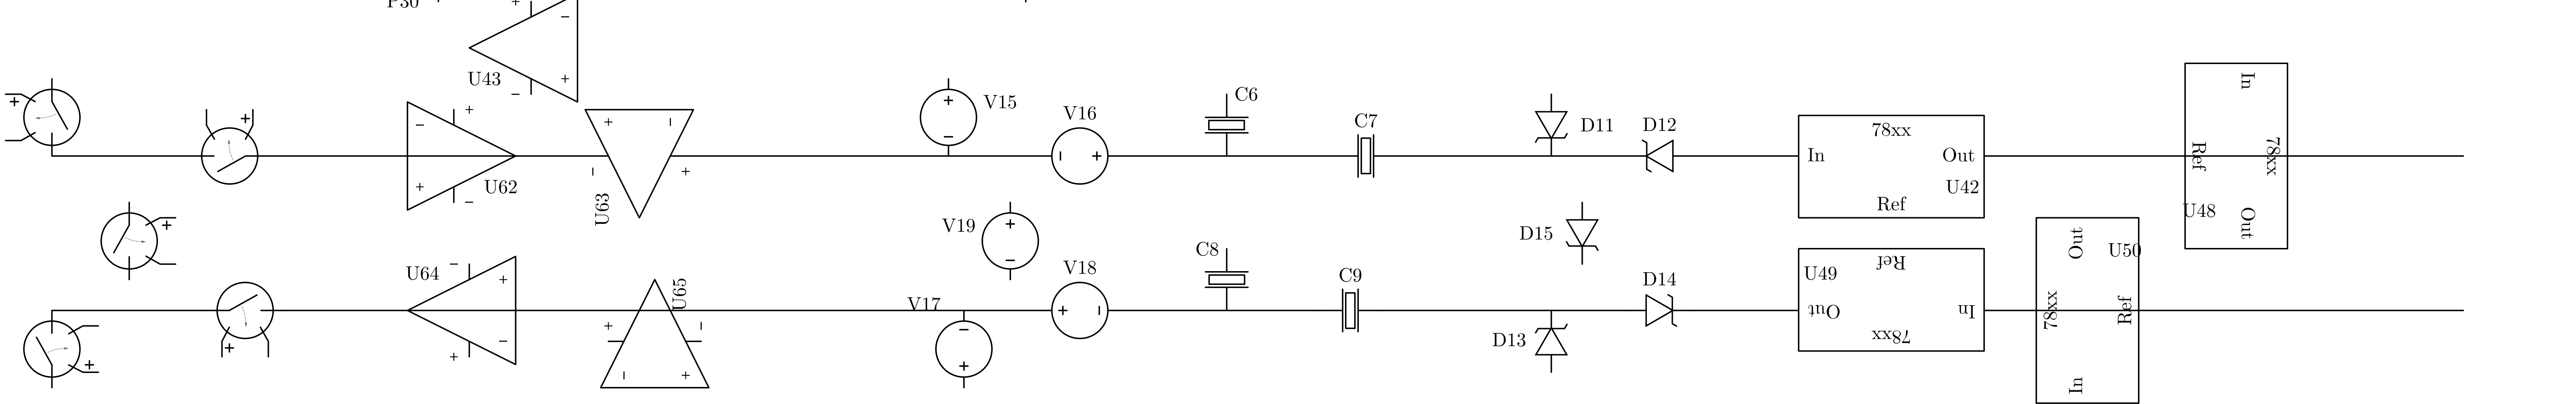 P30
U43
V15
V16
C6
C7
D11
D12
78xx
In
Out
Ref
U42
In
Ref
78xx
Out
U48
U62
U63
V19
D15
U64
U65
V17
V18
C8
C9
D13
D14
U49
Ref
Out
In
78xx
Out
U50
78xx
Ref
In